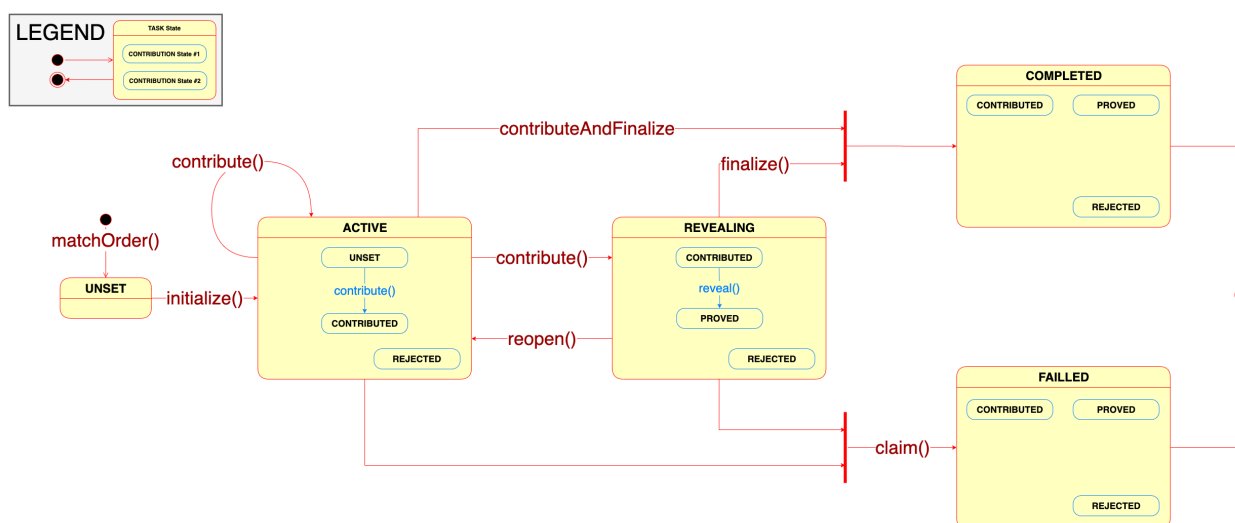 LEGEND
TASK State
CONTRIBUTION State #1
CONTRIBUTION State #2
COMPLETED
CONTRIBUTED
PROVED
REJECTED
contributeAndFinalize
contribute()
finalize()
matchOrder()
UNSET
initialize()
ACTIVE
UNSET
contribute()
CONTRIBUTED
REJECTED
contribute()
reopen()
REVEALING
CONTRIBUTED
reveal()
PROVED
REJECTED
claim()
FAILLED
CONTRIBUTED
PROVED
REJECTED